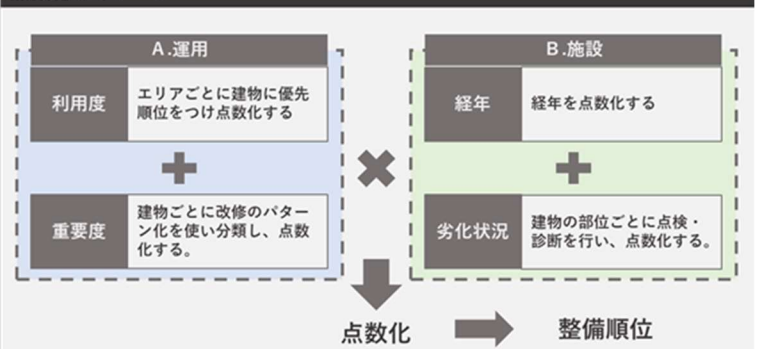 A.運用
利用度
エリアごとに建物に優先
順位をつけ点数化する
重要度
建物ごとに改修のパター
ン化を使い分類し、点数
化する。
B.施設
経年
経年を点数化する
劣化状況
建物の部位ごとに点検・
診断を行い、点数化する。
点数化
整備順位